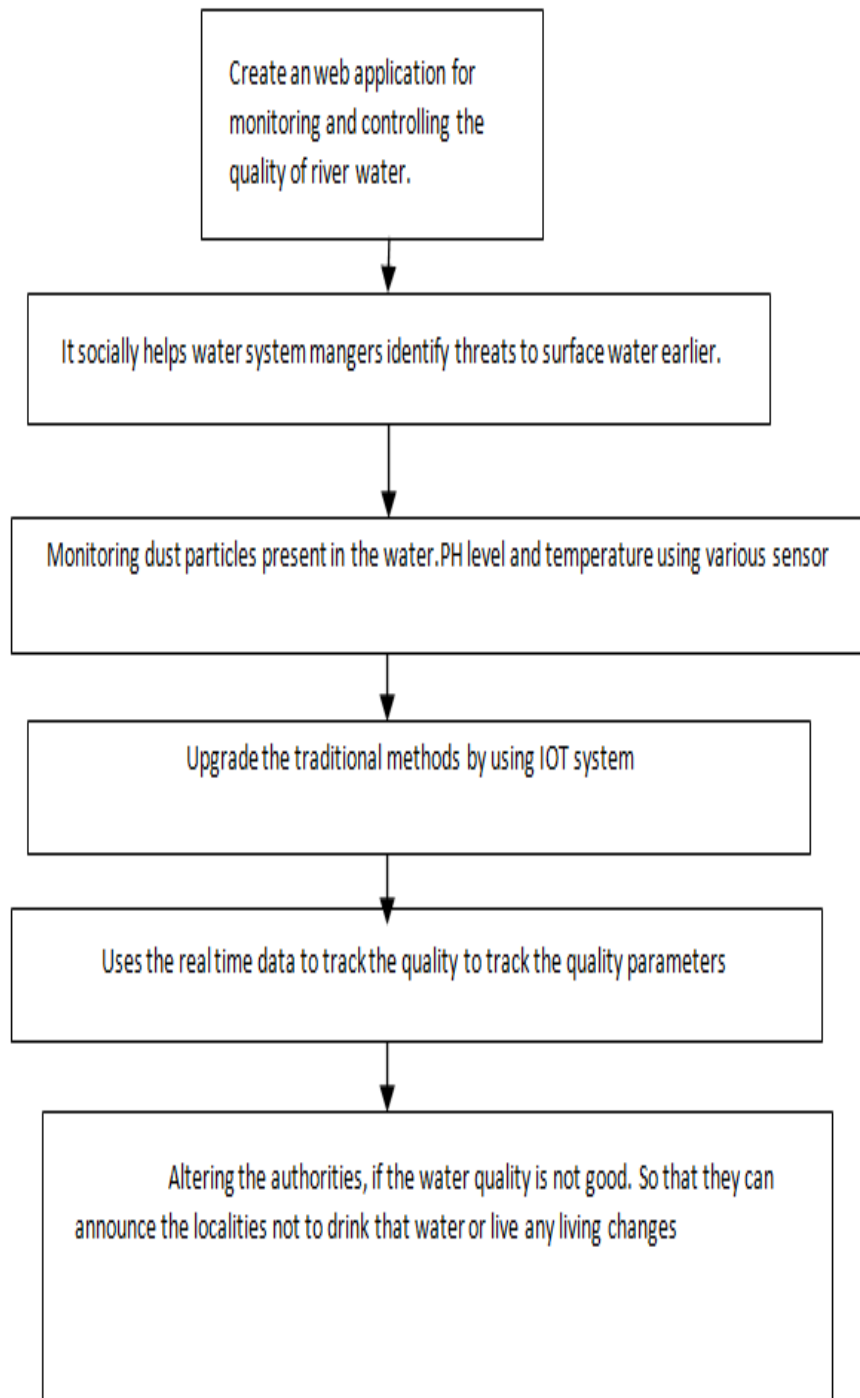 Create an web application for
monitoring and controlling the
quality of river water.
It socially helps water system mangers identify threats to surface water earlier.
Monitoring dust particles present in the water.PH level and temperature using various sensor
Upgrade the traditional methods by using IOT system
Uses the real time data to track the quality to track the quality parameters
Altering the authorities, if the water quality is not good. So that they can
announce the localities not to drink that water or live any living changes